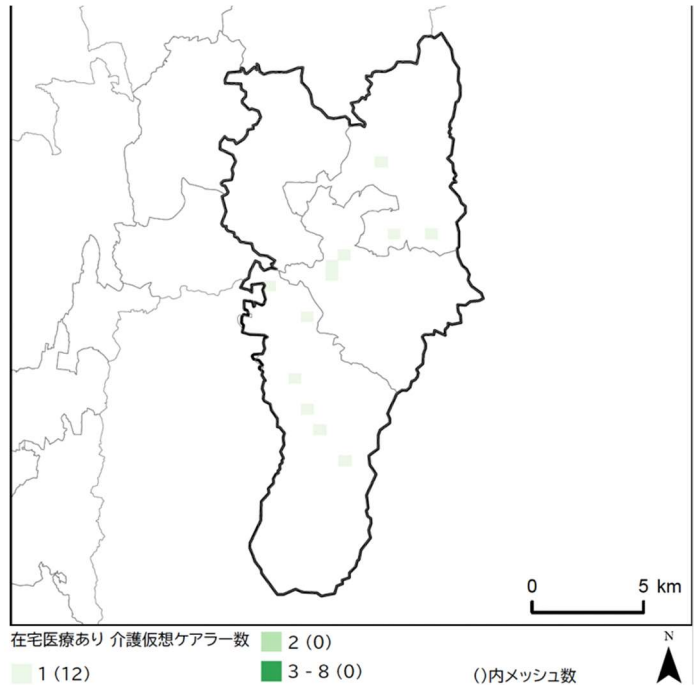 0 5 km
在宅医療あり 介護仮想ケアラー数
1 (12)
2 (0)
3 - 8 (0)
()内メッシュ数
N